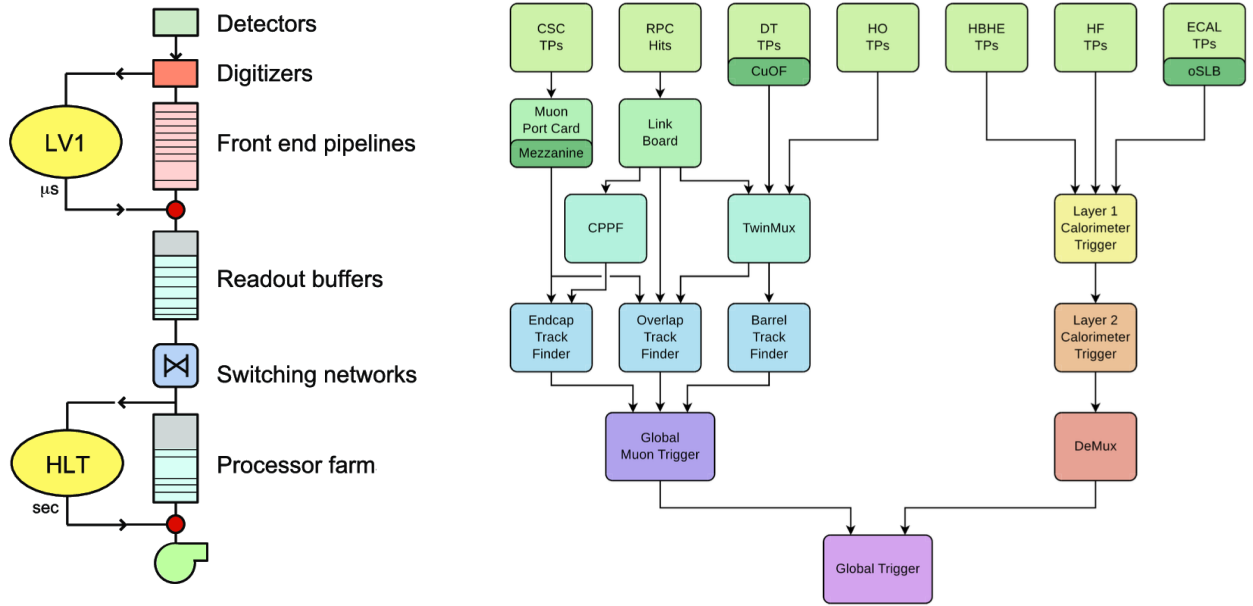 Detectors
Digitizers
LV1
μs
Front end pipelines
Readout buffers
Switching networks
HLT
sec
Processor farm
CSC
TPs
RPC
Hits
DT
TPs
CuOF
HO
TPs
HBHE
TPs
HF
TPs
ECAL
TPs
oSLB
Muon
Port Card
Mezzanine
Link
Board
CPPF
TwinMux
Layer 1
Calorimeter
Trigger
Endcap
Track
Finder
Overlap
Track
Finder
Barrel
Track
Finder
Layer 2
Calorimeter
Trigger
Global
Muon Trigger
DeMux
Global Trigger